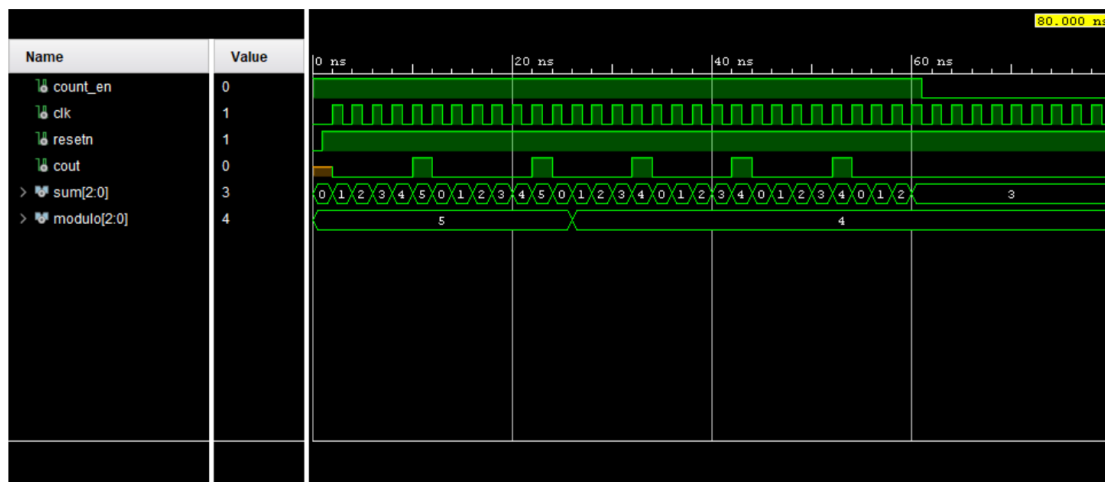 80.000 ns
Name Value
0 ns 20 ns 40 ns 60 ns
count_en 0
clk 1
resetn 1
cout 0
sum[2:0] 3 0 1 2 3 4 5 0 1 2 3 4 5 0 1 2 3 4 0 1 2 3 4 0 1 2 3 4 0 1 2 3
modulo[2:0] 4 5 4